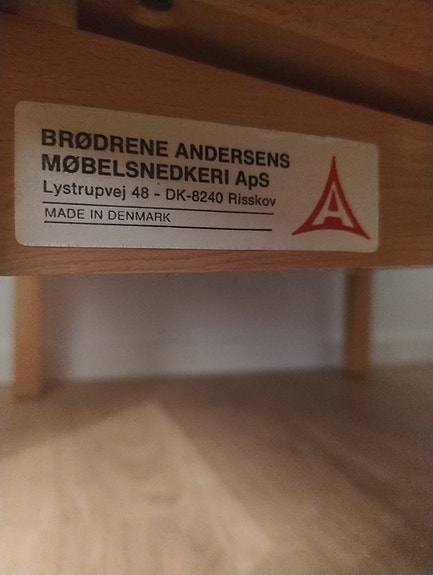 BRØDRENE ANDERSENS
MØBELSNEDKERI ApS
Lystrupvej 48 - DK-8240 Risskov
MADE IN DENMARK
A